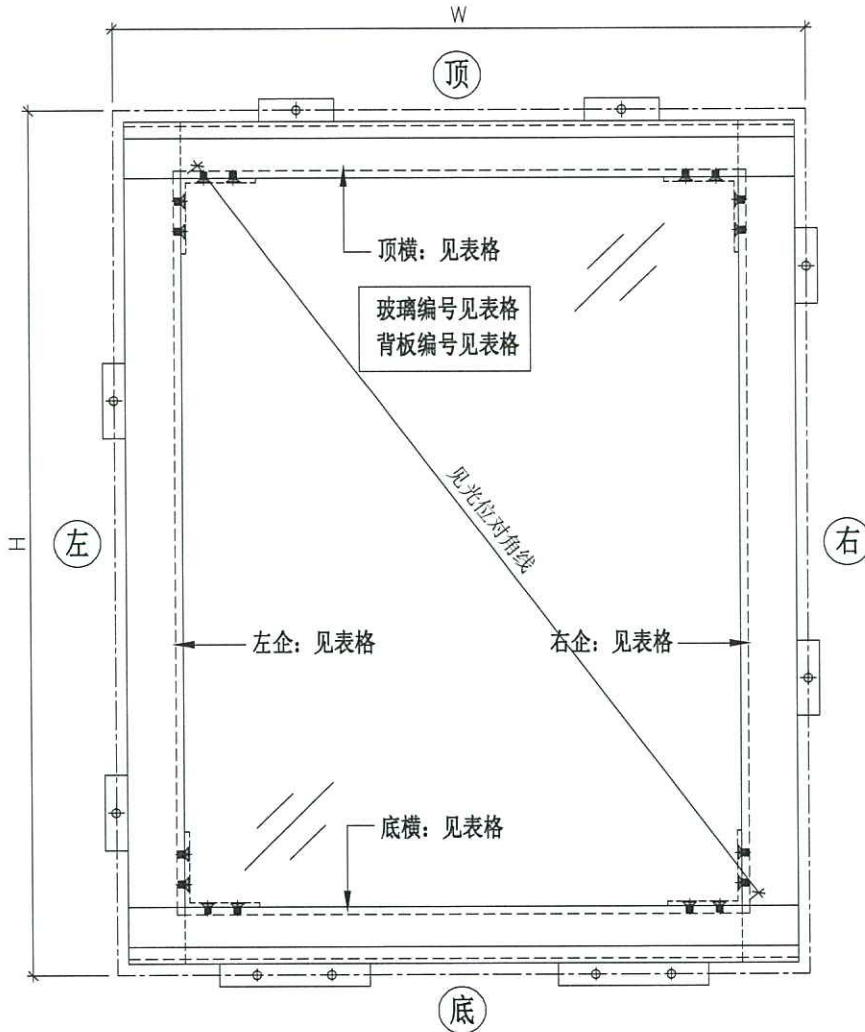 W
顶
顶横：见表格
玻璃编号见表格
背板编号见表格
见光位对角线
H
左
右
左企：见表格
右企：见表格
底横：见表格
底